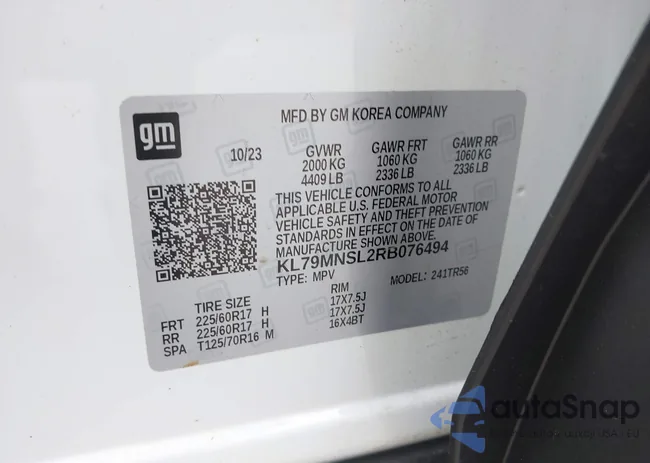 gm
MFD BY GM KOREA COMPANY
10/23 GVWR GAWR FRT GAWR RR
2000 KG 1060 KG 1060 KG
4409 LB 2336 LB 2336 LB
THIS VEHICLE CONFORMS TO ALL
APPLICABLE U.S. FEDERAL MOTOR
VEHICLE SAFETY AND THEFT PREVENTION
STANDARDS IN EFFECT ON THE DATE OF
MANUFACTURE SHOWN ABOVE.
KL79MNSL2RB076494
TYPE: MPV MODEL: 241TR56
TIRE SIZE RIM
FRT 225/60R17 H 17X7.5J
RR 225/60R17 H 17X7.5J
SPA T125/70R16 M 16X4BT
autaSnap